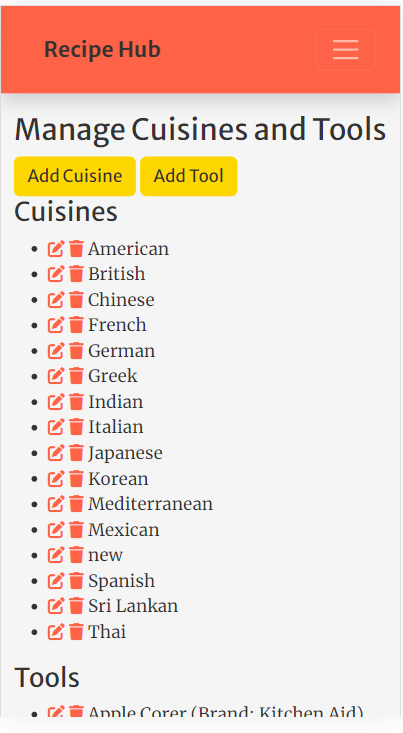 Recipe Hub
Manage Cuisines and Tools
Add Cuisine Add Tool
Cuisines
American
British
Chinese
French
German
Greek
Indian
Italian
Japanese
Korean
Mediterranean
Mexican
new
Spanish
Sri Lankan
Thai
Tools
Apple Corer (Brand: Kitchen Aid)